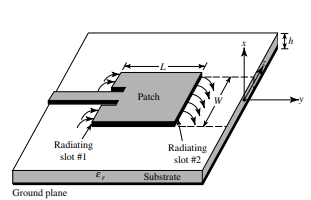 h
x
L
Patch
W
y
Radiating
slot #1
Radiating
slot #2
εr
Substrate
Ground plane